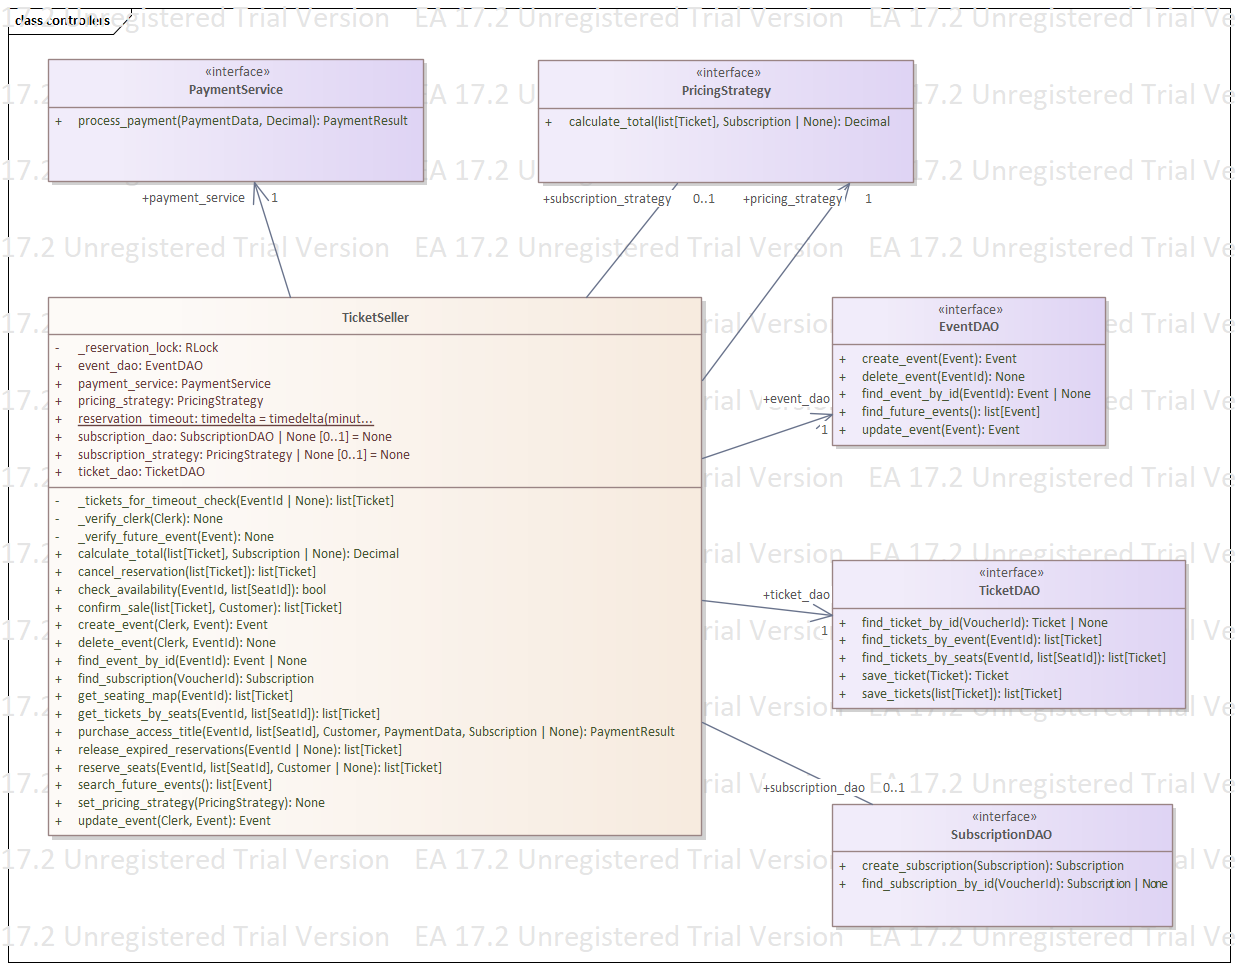 class controllers
«interface»
PaymentService
+ process_payment(PaymentData, Decimal): PaymentResult
«interface»
PricingStrategy
+ calculate_total(list[Ticket], Subscription | None): Decimal
+payment_service 1
+subscription_strategy 0..1
+pricing_strategy 1
TicketSeller
- _reservation_lock: RLock
+ event_dao: EventDAO
+ payment_service: PaymentService
+ pricing_strategy: PricingStrategy
+ reservation_timeout: timedelta = timedelta(minut...
+ subscription_dao: SubscriptionDAO | None [0..1] = None
+ subscription_strategy: PricingStrategy | None [0..1] = None
+ ticket_dao: TicketDAO
- _tickets_for_timeout_check(EventId | None): list[Ticket]
- _verify_clerk(Clerk): None
- _verify_future_event(Event): None
+ calculate_total(list[Ticket], Subscription | None): Decimal
+ cancel_reservation(list[Ticket]): list[Ticket]
+ check_availability(EventId, list[SeatId]): bool
+ confirm_sale(list[Ticket], Customer): list[Ticket]
+ create_event(Clerk, Event): Event
+ delete_event(Clerk, EventId): None
+ find_event_by_id(EventId): Event | None
+ find_subscription(VoucherId): Subscription
+ get_seating_map(EventId): list[Ticket]
+ get_tickets_by_seats(EventId, list[SeatId]): list[Ticket]
+ purchase_access_title(EventId, list[SeatId], Customer, PaymentData, Subscription | None): PaymentResult
+ release_expired_reservations(EventId | None): list[Ticket]
+ reserve_seats(EventId, list[SeatId], Customer | None): list[Ticket]
+ search_future_events(): list[Event]
+ set_pricing_strategy(PricingStrategy): None
+ update_event(Clerk, Event): Event
+event_dao
1
«interface»
EventDAO
+ create_event(Event): Event
+ delete_event(EventId): None
+ find_event_by_id(EventId): Event | None
+ find_future_events(): list[Event]
+ update_event(Event): Event
+ticket_dao
1
«interface»
TicketDAO
+ find_ticket_by_id(VoucherId): Ticket | None
+ find_tickets_by_event(EventId): list[Ticket]
+ find_tickets_by_seats(EventId, list[SeatId]): list[Ticket]
+ save_ticket(Ticket): Ticket
+ save_tickets(list[Ticket]): list[Ticket]
+subscription_dao 0..1
«interface»
SubscriptionDAO
+ create_subscription(Subscription): Subscription
+ find_subscription_by_id(VoucherId): Subscription | None
EA 17.2 Unregistered Trial Version